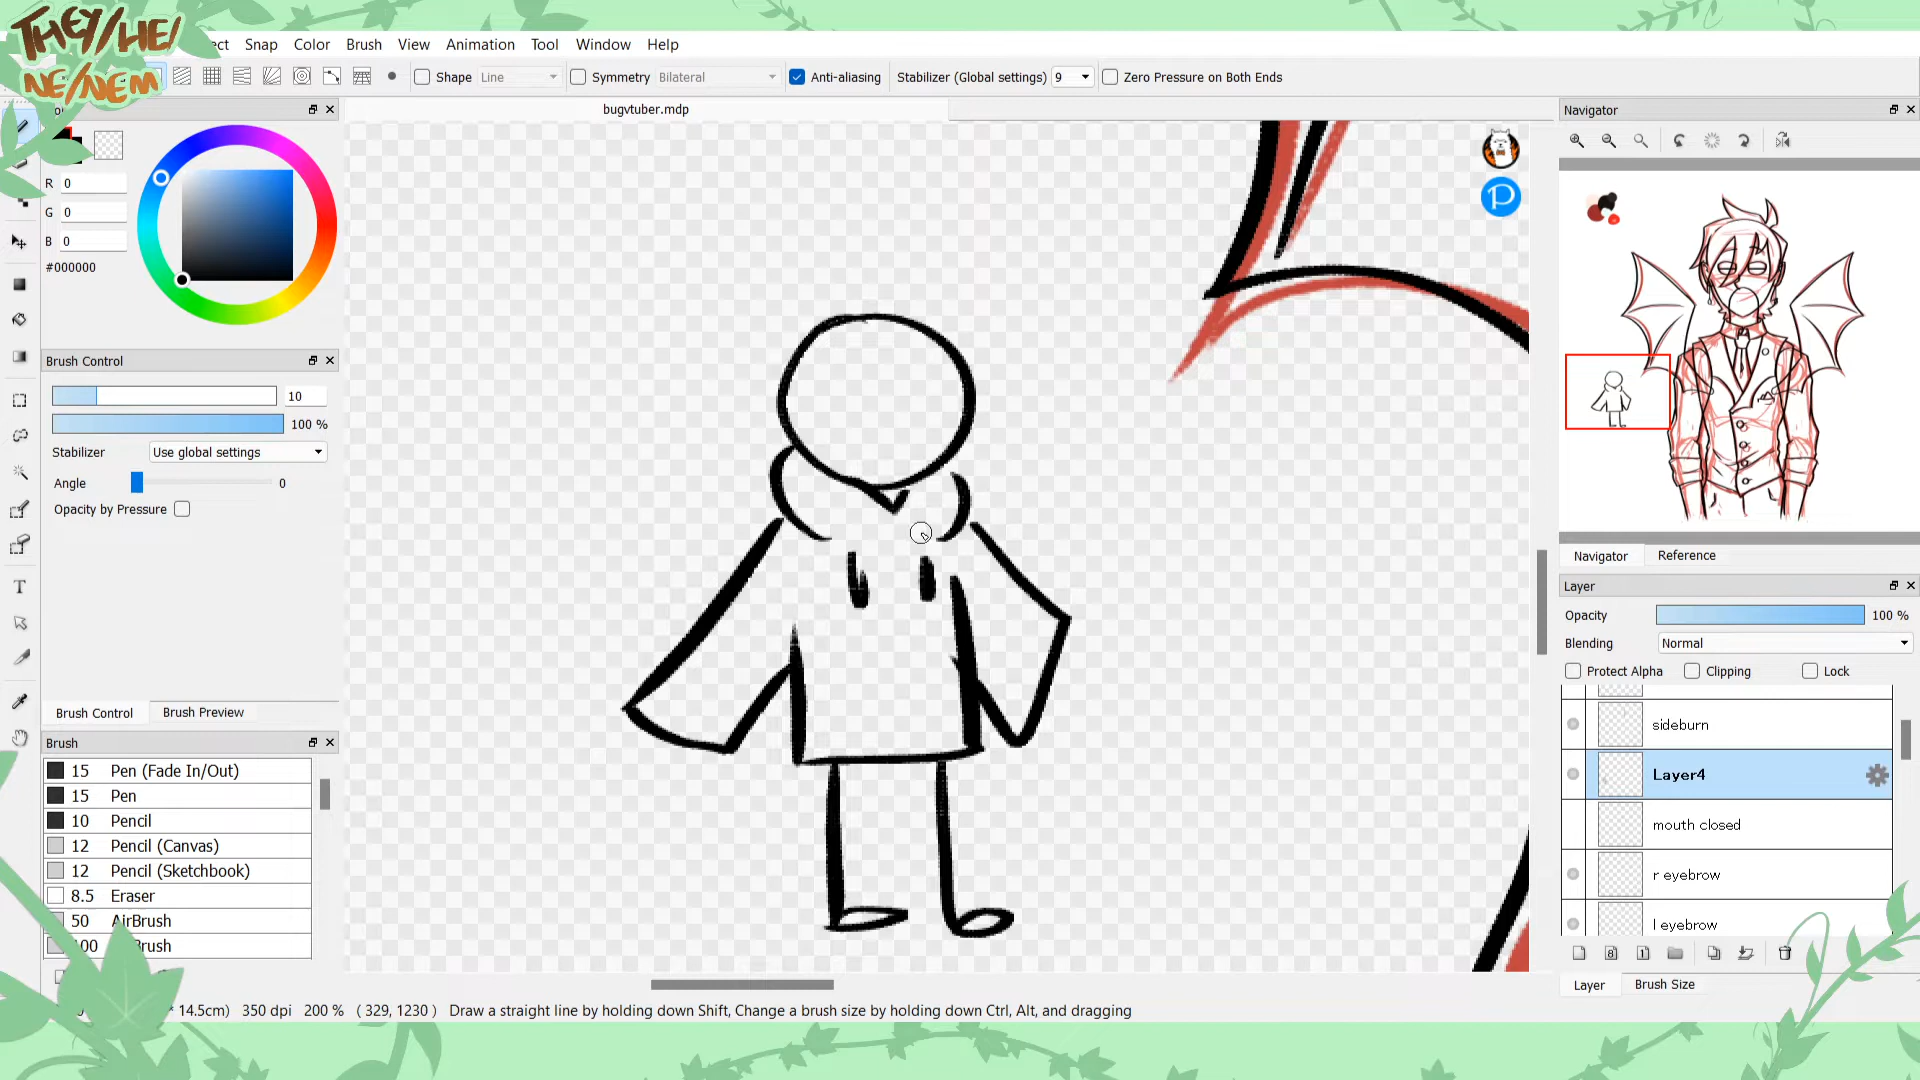 THEY/HE/
NE/NEM
ect Snap Color Brush View Animation Tool Window Help
Shape Line Symmetry Bilateral Anti-aliasing Stabilizer (Global settings) 9 Zero Pressure on Both Ends
bugvtuber.mdp
R 0
G 0
B 0
#000000
Brush Control
10
100 %
Stabilizer Use global settings
Angle 0
Opacity by Pressure
Brush Control Brush Preview
Brush
15 Pen (Fade In/Out)
15 Pen
10 Pencil
12 Pencil (Canvas)
12 Pencil (Sketchbook)
8.5 Eraser
50 AirBrush
100 Brush
Navigator
Navigator Reference
Layer
Opacity 100 %
Blending Normal
Protect Alpha Clipping Lock
sideburn
Layer4
mouth closed
r eyebrow
l eyebrow
Layer Brush Size
* 14.5cm) 350 dpi 200 % ( 329, 1230 ) Draw a straight line by holding down Shift, Change a brush size by holding down Ctrl, Alt, and dragging